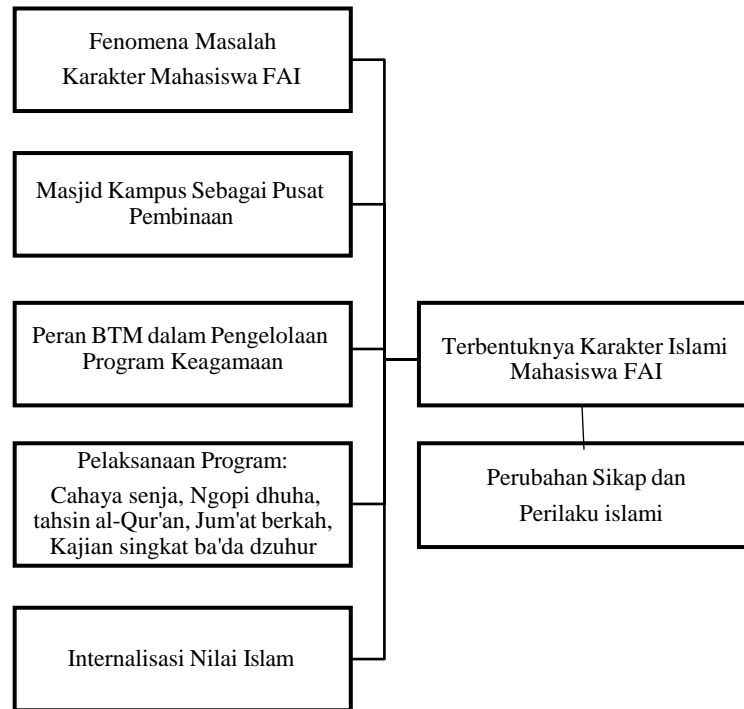 Fenomena Masalah
Karakter Mahasiswa FAI
Masjid Kampus Sebagai Pusat
Pembinaan
Peran BTM dalam Pengelolaan
Program Keagamaan
Pelaksanaan Program:
Cahaya senja, Ngopi dhuha,
tahsin al-Qur'an, Jum'at berkah,
Kajian singkat ba'da dzuhur
Internalisasi Nilai Islam
Terbentuknya Karakter Islami
Mahasiswa FAI
Perubahan Sikap dan
Perilaku islami